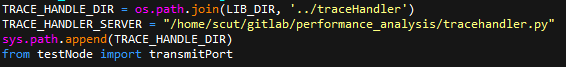 TRACE_HANDLE_DIR = os.path.join(LIB_DIR, '../traceHandler')
TRACE_HANDLER_SERVER = "/home/scut/gitlab/performance_analysis/tracehandler.py"
sys.path.append(TRACE_HANDLE_DIR)
from testNode import transmitPort